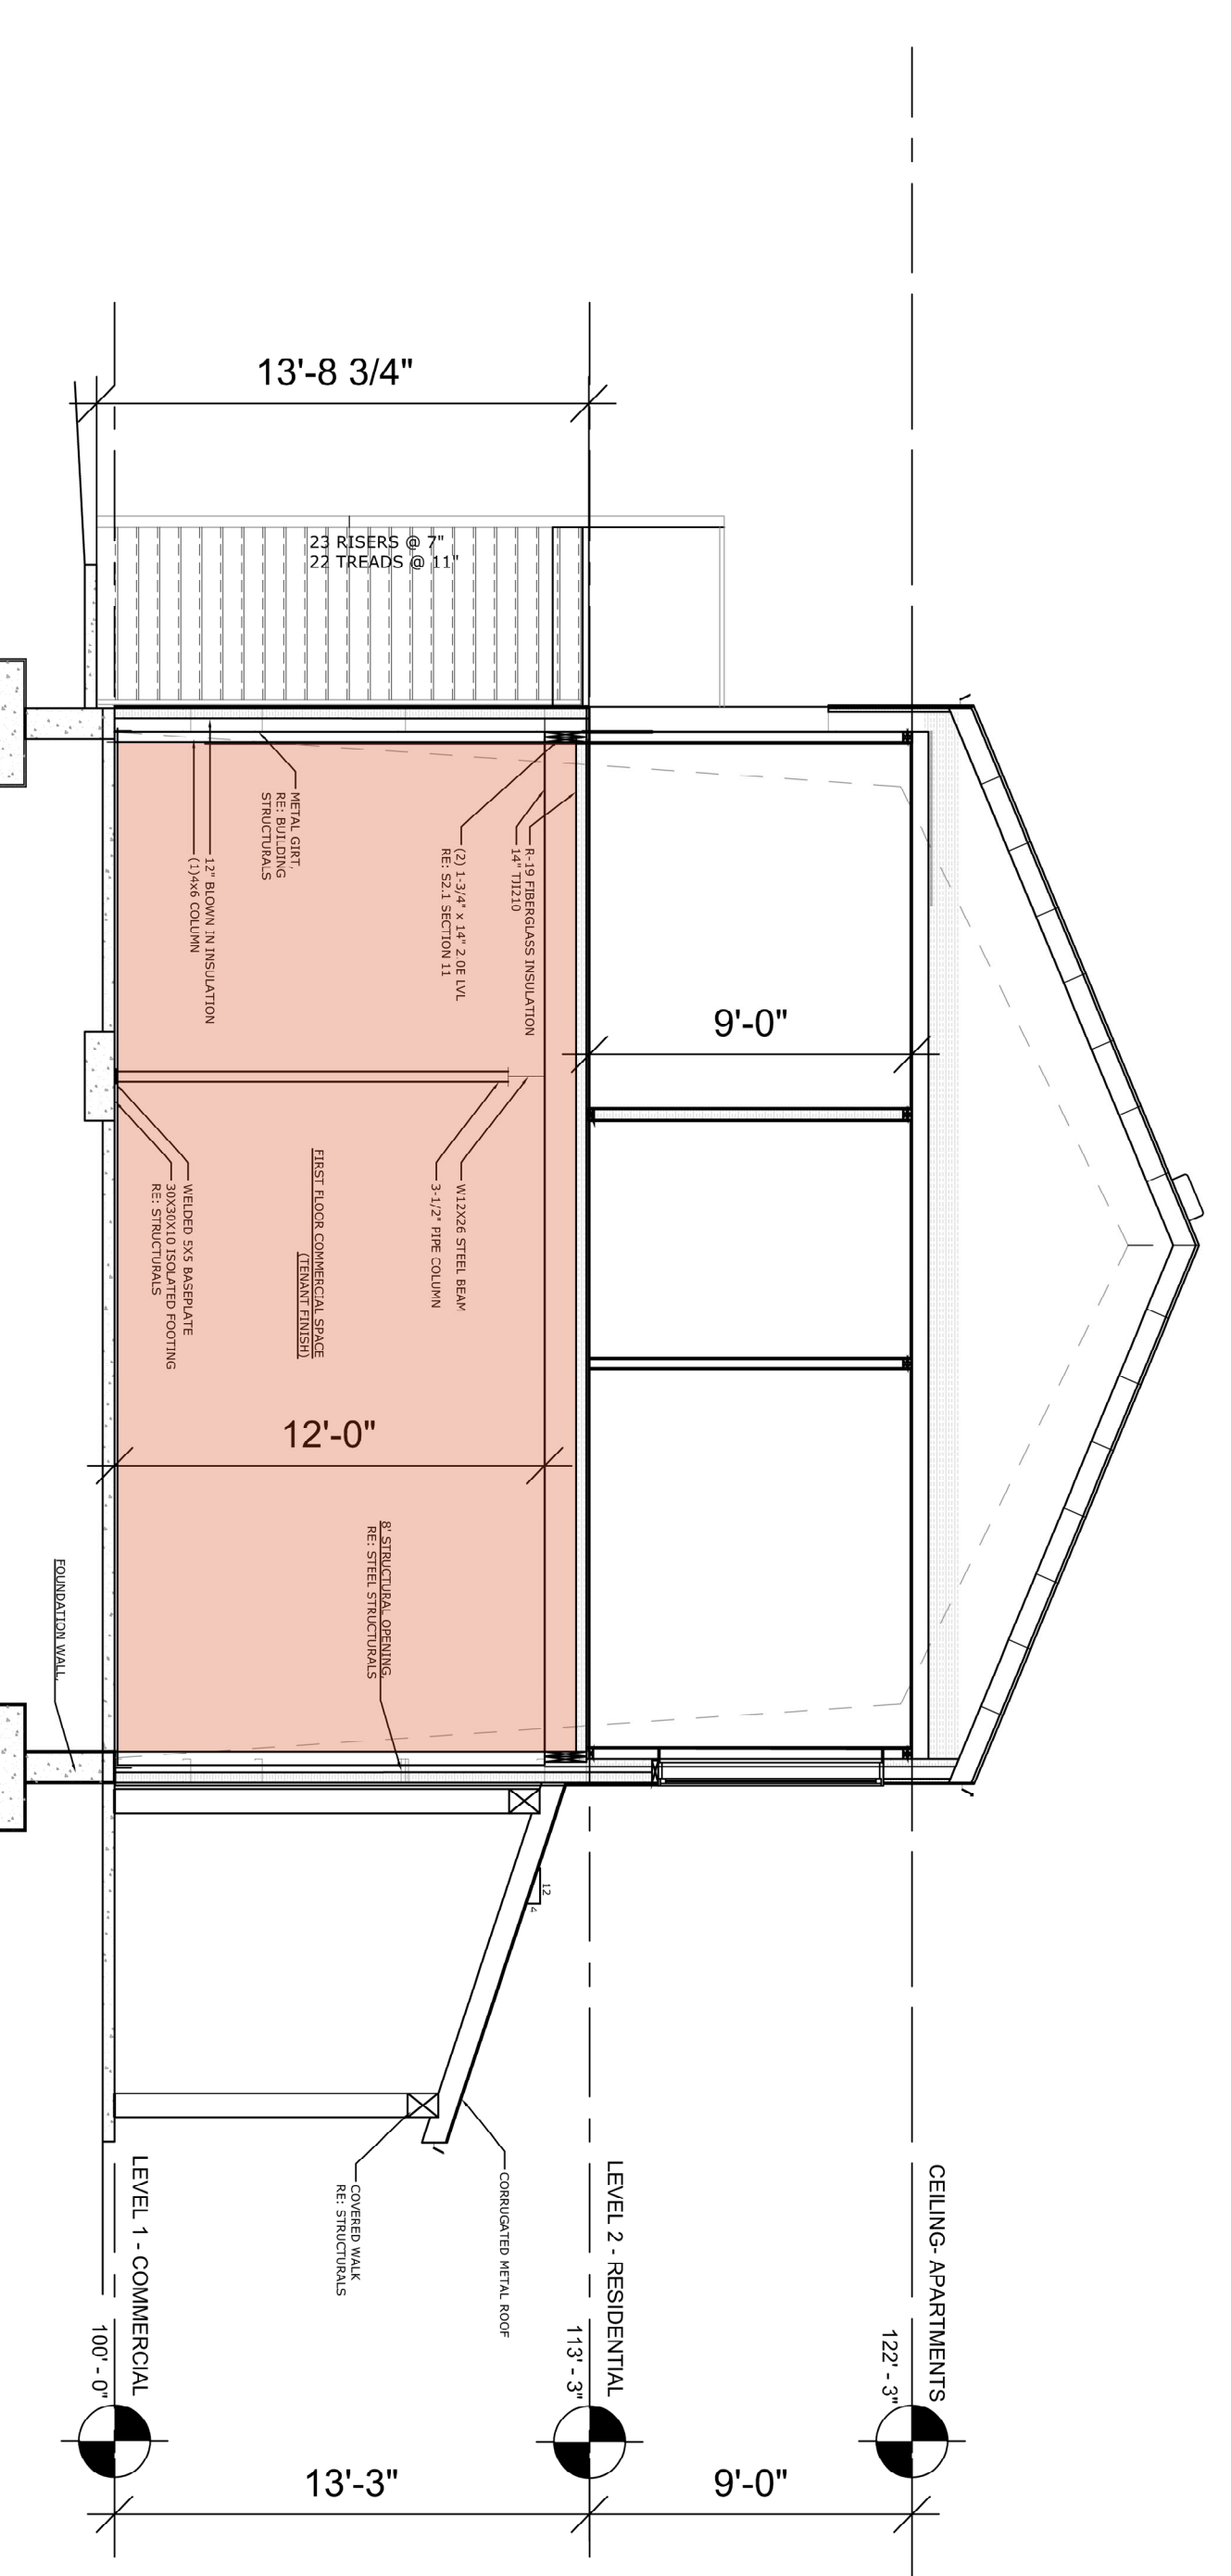 13'-8 3/4"
23 RISERS @ 7"
22 TREADS @ 11"
METAL GIRT,
RE: BUILDING
STRUCTURALS
12" BLOWN IN INSULATION
(1)4x6 COLUMN
(2) 1-3/4" x 14" 2.0E LVL
RE: S2.1 SECTION 11
R-19 FIBERGLASS INSULATION
14" TJI210
9'-0"
WELDED 5X5 BASEPLATE
30X30X10 ISOLATED FOOTING
RE: STRUCTURALS
FIRST FLOOR COMMERCIAL SPACE
(TENANT FINISH)
W12X26 STEEL BEAM
3-1/2" PIPE COLUMN
12'-0"
8' STRUCTURAL OPENING,
RE: STEEL STRUCTURALS
FOUNDATION WALL,
12
4
COVERED WALK
RE: STRUCTURALS
CORRUGATED METAL ROOF
LEVEL 1 - COMMERCIAL
100' - 0"
LEVEL 2 - RESIDENTIAL
113' - 3"
CEILING- APARTMENTS
122' - 3"
13'-3"
9'-0"